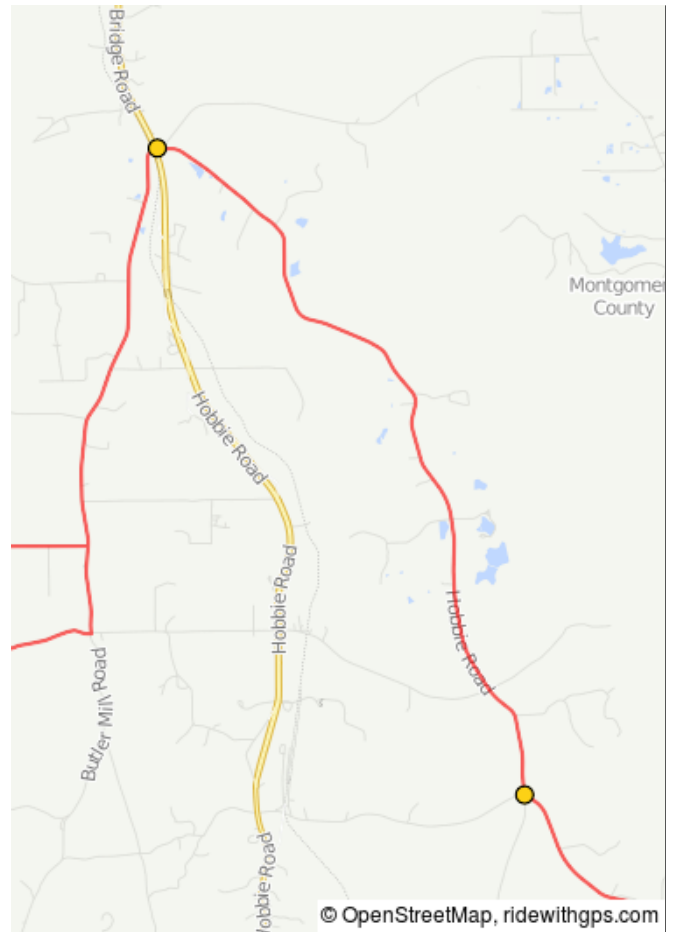 Bridge Road
Montgomer
County
Hobbie Road
Hobbie Road
Hobbie Road
Butler Mill Road
Hobbie Road
© OpenStreetMap, ridewithgps.com